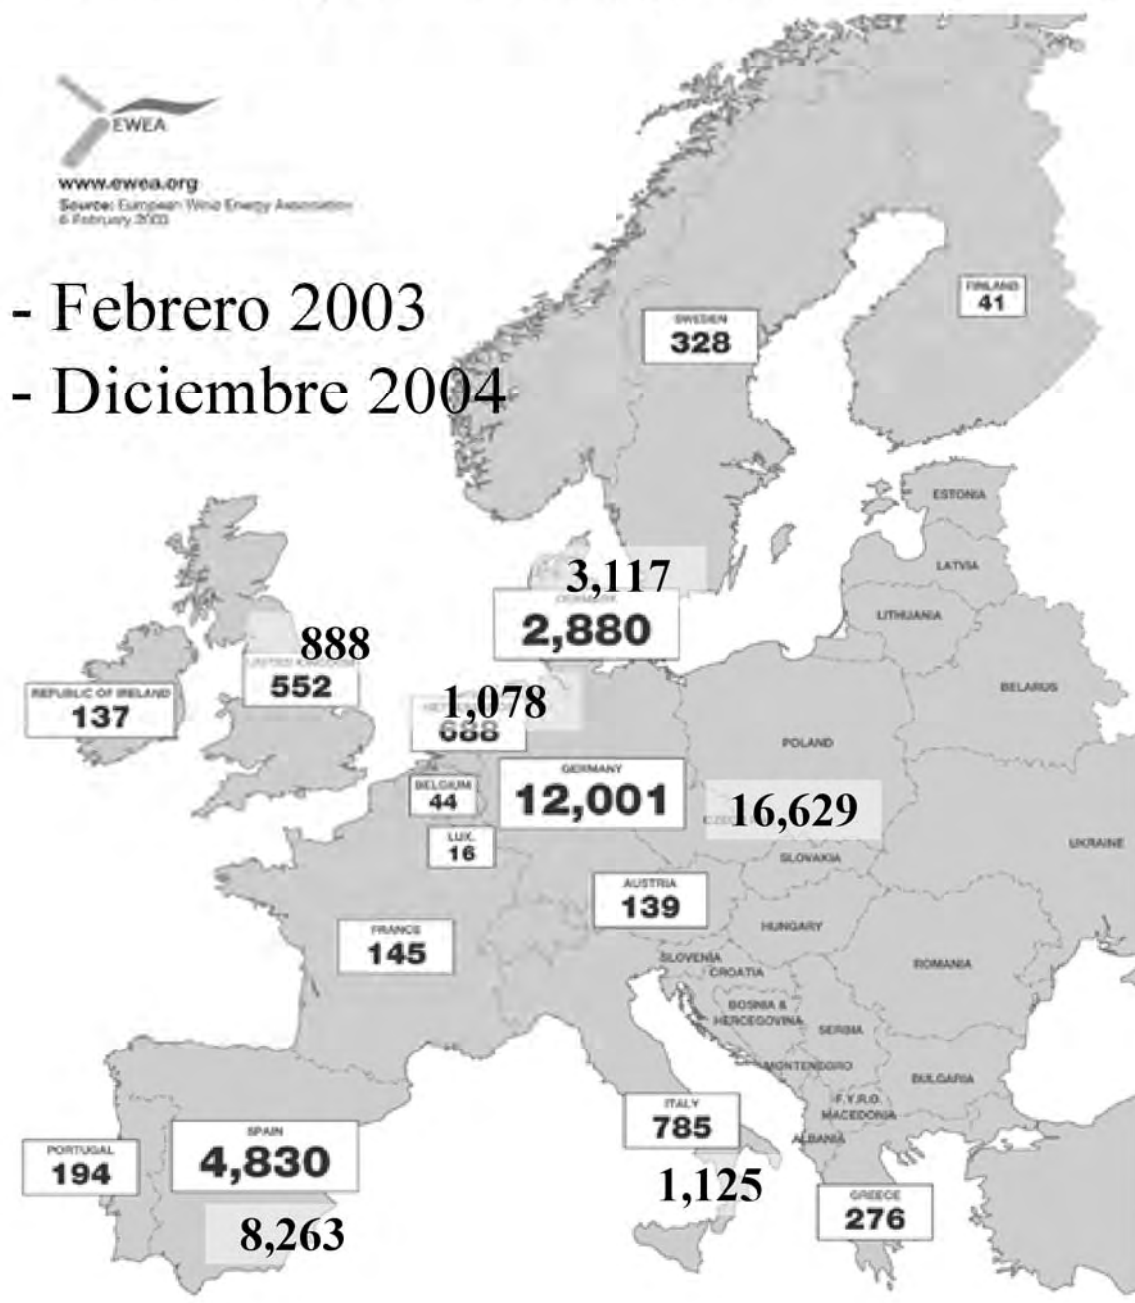 EWEA
www.ewea.org
Source: European Wind Energy Association
6 February 2003
- Febrero 2003
- Diciembre 2004
FINLAND
41
SWEDEN
328
ESTONIA
LATVIA
LITHUANIA
3,117
DENMARK
2,880
888
UNITED KINGDOM
552
REPUBLIC OF IRELAND
137
1,078
688
BELARUS
POLAND
GERMANY
12,001
BELGIUM
44
16,629
LUX.
16
UKRAINE
SLOVAKIA
AUSTRIA
139
HUNGARY
FRANCE
145
SLOVENIA
CROATIA
ROMANIA
BOSNIA &
HERCEGOVINA
SERBIA
MONTENEGRO
BULGARIA
F.Y.R.O.
MACEDONIA
ALBANIA
ITALY
785
1,125
SPAIN
4,830
8,263
PORTUGAL
194
GREECE
276